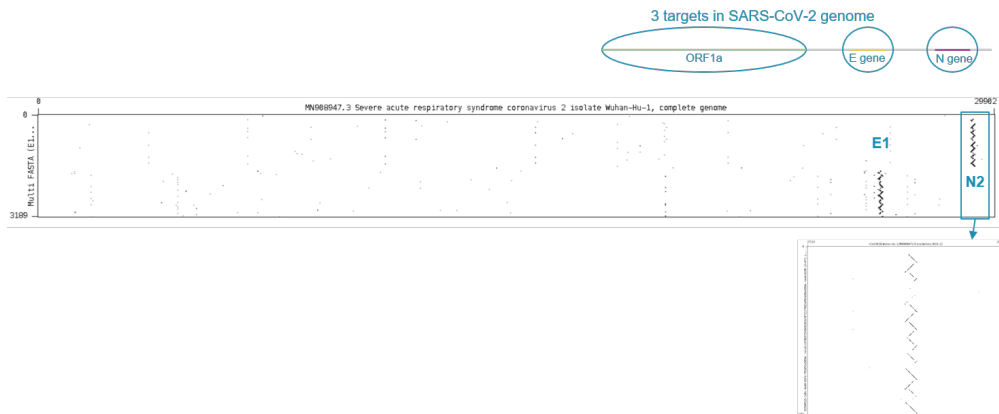 3 targets in SARS-CoV-2 genome
ORF1a
E gene
N gene
0
29902
MN908947.3 Severe acute respiratory syndrome coronavirus 2 isolate Wuhan-Hu-1, complete genome
0
Multi FASTA (E1...
E1
N2
3189